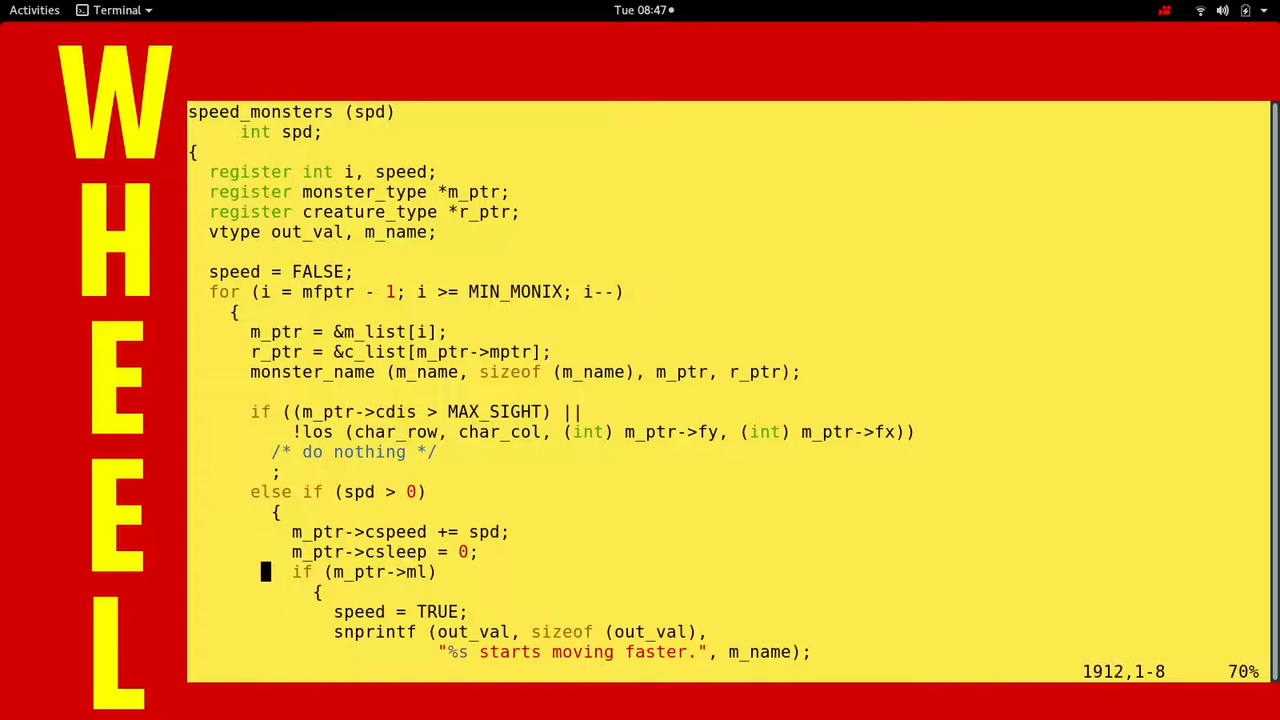 Activities Terminal Tue 08:47
WHEEL
speed_monsters (spd)
int spd;
{
register int i, speed;
register monster_type *m_ptr;
register creature_type *r_ptr;
vtype out_val, m_name;
speed = FALSE;
for (i = mfptr - 1; i >= MIN_MONIX; i--)
{
m_ptr = &m_list[i];
r_ptr = &c_list[m_ptr->mptr];
monster_name (m_name, sizeof (m_name), m_ptr, r_ptr);
if ((m_ptr->cdis > MAX_SIGHT) ||
!los (char_row, char_col, (int) m_ptr->fy, (int) m_ptr->fx))
/* do nothing */
;
else if (spd > 0)
{
m_ptr->cspeed += spd;
m_ptr->csleep = 0;
if (m_ptr->ml)
{
speed = TRUE;
snprintf (out_val, sizeof (out_val),
"%s starts moving faster.", m_name);
1912,1-8 70%